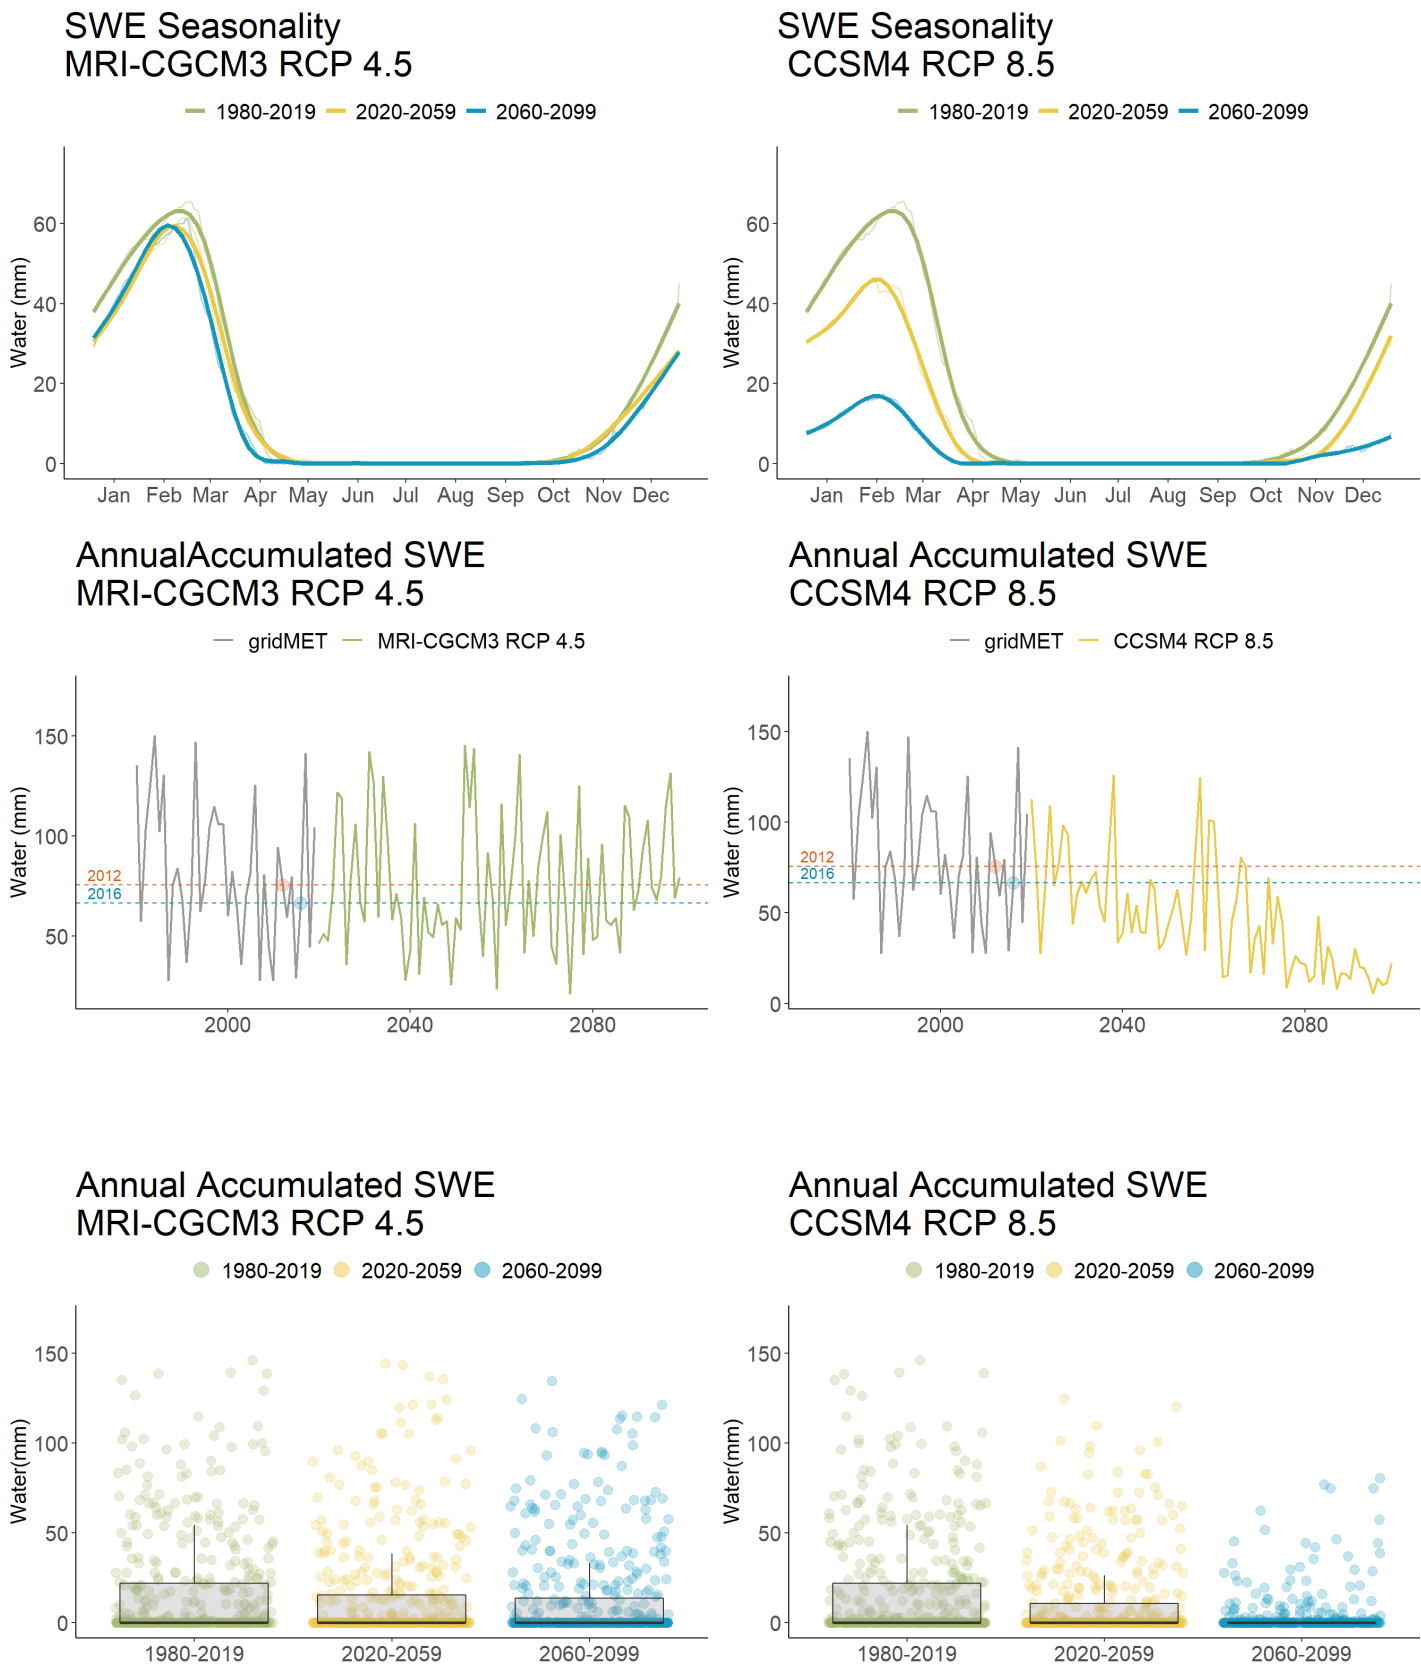 SWE Seasonality
MRI-CGCM3 RCP 4.5
1980-2019 2020-2059 2060-2099
Water (mm)
60
40
20
0
Jan Feb Mar Apr May Jun Jul Aug Sep Oct Nov Dec
SWE Seasonality
CCSM4 RCP 8.5
1980-2019 2020-2059 2060-2099
Water (mm)
60
40
20
0
Jan Feb Mar Apr May Jun Jul Aug Sep Oct Nov Dec
AnnualAccumulated SWE
MRI-CGCM3 RCP 4.5
gridMET MRI-CGCM3 RCP 4.5
Water (mm)
150
100
50
2012
2016
2000 2040 2080
Annual Accumulated SWE
CCSM4 RCP 8.5
gridMET CCSM4 RCP 8.5
Water (mm)
150
100
50
0
2012
2016
2000 2040 2080
Annual Accumulated SWE
MRI-CGCM3 RCP 4.5
1980-2019 2020-2059 2060-2099
Water(mm)
150
100
50
0
1980-2019 2020-2059 2060-2099
Annual Accumulated SWE
CCSM4 RCP 8.5
1980-2019 2020-2059 2060-2099
Water(mm)
150
100
50
0
1980-2019 2020-2059 2060-2099